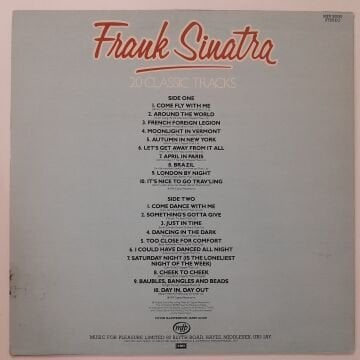 STEREO
Frank Sinatra
20 CLASSIC TRACKS
SIDE ONE
1. COME FLY WITH ME
2. AROUND THE WORLD
3. FRENCH FOREIGN LEGION
4. MOONLIGHT IN VERMONT
5. AUTUMN IN NEW YORK
6. LET'S GET AWAY FROM IT ALL
7. APRIL IN PARIS
8. BRAZIL
9. LONDON BY NIGHT
10. IT'S NICE TO GO TRAV'LING
SIDE TWO
1. COME DANCE WITH ME
2. SOMETHING'S GOTTA GIVE
3. JUST IN TIME
4. DANCING IN THE DARK
5. TOO CLOSE FOR COMFORT
6. I COULD HAVE DANCED ALL NIGHT
7. SATURDAY NIGHT (IS THE LONELIEST
NIGHT OF THE WEEK)
8. CHEEK TO CHEEK
9. BAUBLES, BANGLES AND BEADS
10. DAY IN, DAY OUT
mfp
MUSIC FOR PLEASURE LIMITED BLYTH ROAD, HAYES, MIDDLESEX, UB3 1AY.
EMI